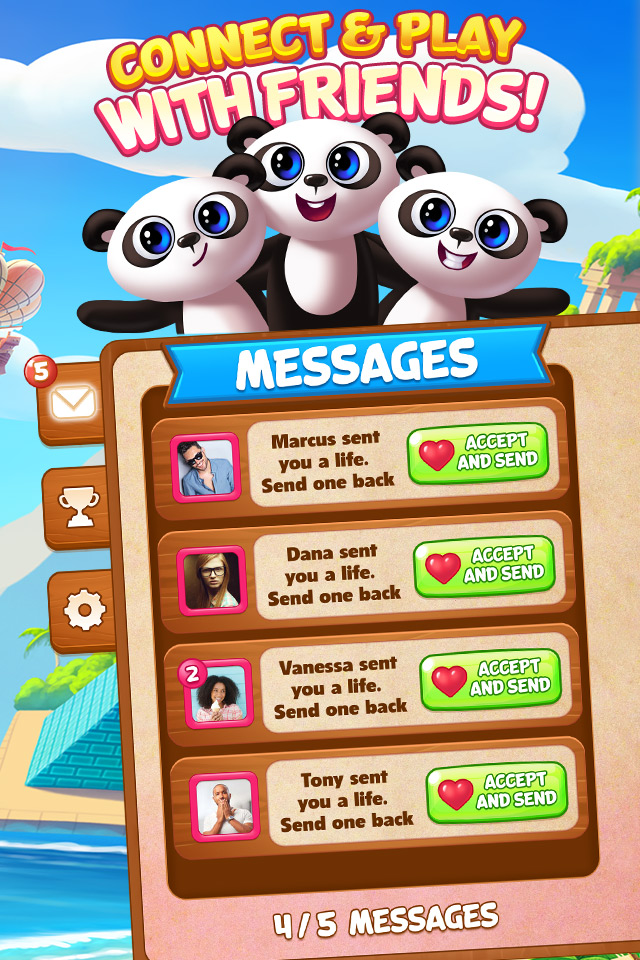 CONNECT & PLAY
WITH FRIENDS!
MESSAGES
5
Marcus sent
you a life.
Send one back
ACCEPT
AND SEND
Dana sent
you a life.
Send one back
ACCEPT
AND SEND
2
Vanessa sent
you a life.
Send one back
ACCEPT
AND SEND
Tony sent
you a life.
Send one back
ACCEPT
AND SEND
4/5 MESSAGES